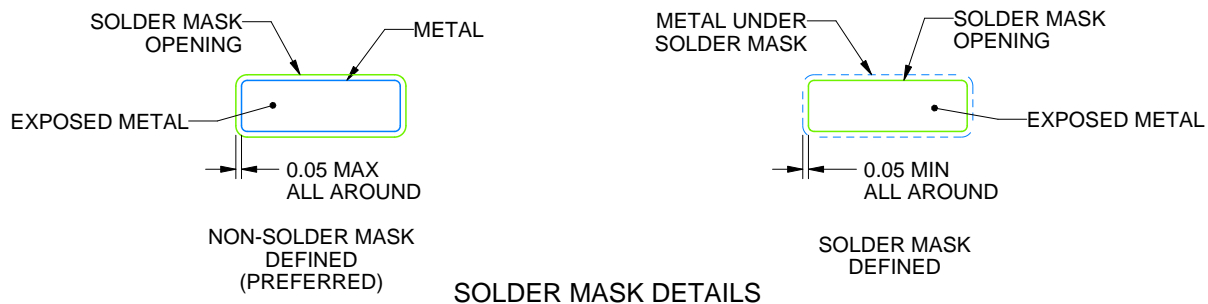 SOLDER MASK
OPENING
METAL
EXPOSED METAL
0.05 MAX
ALL AROUND
NON-SOLDER MASK
DEFINED
(PREFERRED)
METAL UNDER
SOLDER MASK
SOLDER MASK
OPENING
EXPOSED METAL
0.05 MIN
ALL AROUND
SOLDER MASK
DEFINED
SOLDER MASK DETAILS